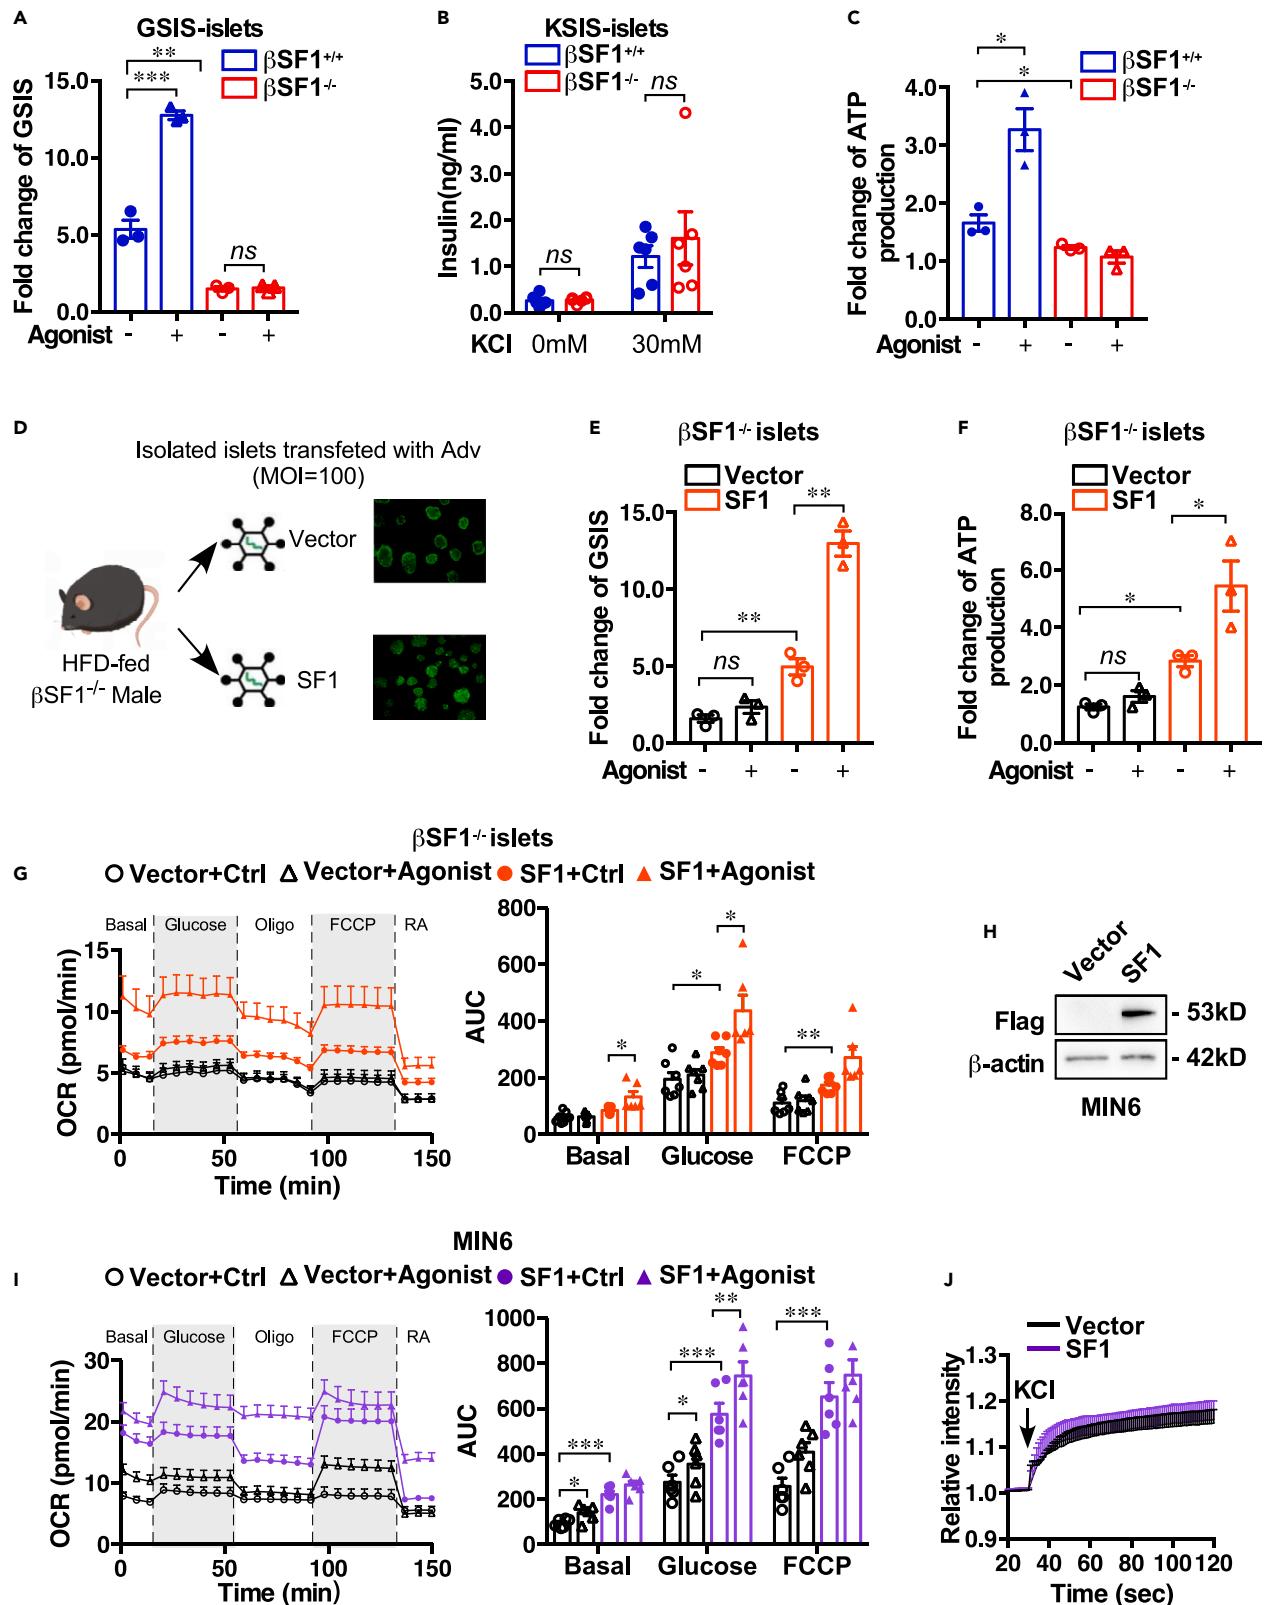 A
GSIS-islets
βSF1+/+
βSF1-/-
**
***
ns
Fold change of GSIS
15.0
10.0
5.0
0.0
Agonist - + - +
B
KSIS-islets
βSF1+/+
βSF1-/-
ns
ns
Insulin(ng/ml)
5.0
4.0
3.0
2.0
1.0
0.0
KCl 0mM 30mM
C
βSF1+/+
βSF1-/-
*
*
Fold change of ATP
production
4.0
3.0
2.0
1.0
0.0
Agonist - + - +
D
Isolated islets transfeted with Adv
(MOI=100)
Vector
SF1
HFD-fed
βSF1-/- Male
E
βSF1-/- islets
Vector
SF1
**
**
ns
Fold change of GSIS
15.0
10.0
5.0
0.0
Agonist - + - +
F
βSF1-/- islets
*
*
ns
Fold change of ATP
production
8.0
6.0
4.0
2.0
0.0
Agonist - + - +
G
βSF1-/- islets
Vector+Ctrl Vector+Agonist SF1+Ctrl SF1+Agonist
Basal Glucose Oligo FCCP RA
OCR (pmol/min)
15
10
5
0
0 50 100 150
Time (min)
AUC
800
600
400
200
0
*
*
*
**
Basal Glucose FCCP
H
Vector
SF1
Flag - 53kD
β-actin - 42kD
MIN6
I
MIN6
Vector+Ctrl Vector+Agonist SF1+Ctrl SF1+Agonist
Basal Glucose Oligo FCCP RA
OCR (pmol/min)
30
20
10
0
0 50 100 150
Time (min)
AUC
1000
800
600
400
200
0
***
*
**
***
*
***
Basal Glucose FCCP
J
Vector
SF1
KCl
Relative intensity
1.3
1.2
1.1
1.0
0.9
20 40 60 80 100 120
Time (sec)